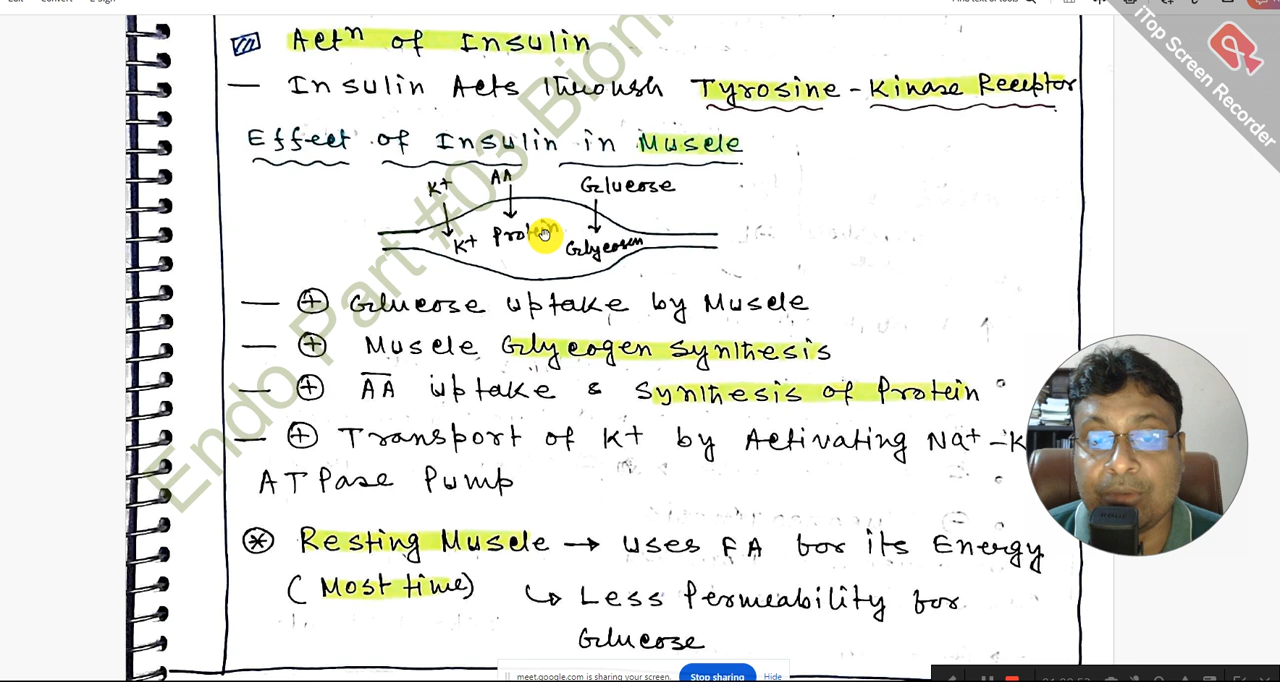 Actⁿ of Insulin
— Insulin Acts through Tyrosine - Kinase Receptor
Effect of Insulin in Muscle
K+ AA Glucose
K+ Protein Glycogen
— ⊕ Glucose uptake by Muscle
— ⊕ Muscle Glycogen Synthesis
— ⊕ AA uptake & Synthesis of Protein
— ⊕ Transport of K+ by Activating Na+ - K
ATPase Pump
⊛ Resting Muscle → uses FA for its Energy
(Most time) ↳ Less Permeability for
Glucose
Endo Part #03 Biom
iTop Screen Recorder
meet.google.com is sharing your screen.
Stop sharing
Hide